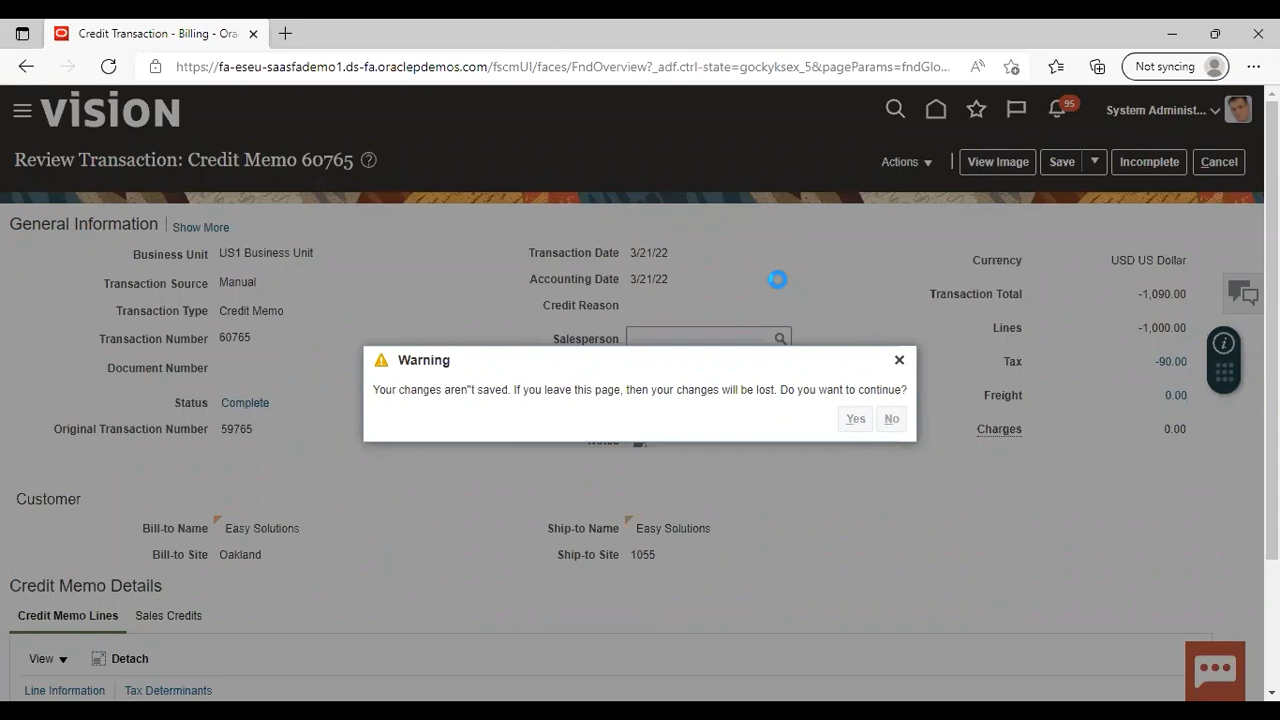 Credit Transaction - Billing - Ora
https://fa-eseu-saasfademo1.ds-fa.oraclepdemos.com/fscmUI/faces/FndOverview?_adf.ctrl-state=gockyksex_5&pageParams=fndGlo...
Not syncing
VISION
95
System Administ...
Review Transaction: Credit Memo 60765
Actions
View Image
Save
Incomplete
Cancel
General Information
Show More
Business Unit US1 Business Unit
Transaction Source Manual
Transaction Type Credit Memo
Transaction Number 60765
Document Number
Status Complete
Original Transaction Number 59765
Transaction Date 3/21/22
Accounting Date 3/21/22
Credit Reason
Salesperson
Currency USD US Dollar
Transaction Total -1,090.00
Lines -1,000.00
Tax -90.00
Freight 0.00
Charges 0.00
Warning
Your changes aren"t saved. If you leave this page, then your changes will be lost. Do you want to continue?
Yes
No
Notes
Customer
Bill-to Name Easy Solutions
Bill-to Site Oakland
Ship-to Name Easy Solutions
Ship-to Site 1055
Credit Memo Details
Credit Memo Lines
Sales Credits
View
Detach
Line Information
Tax Determinants